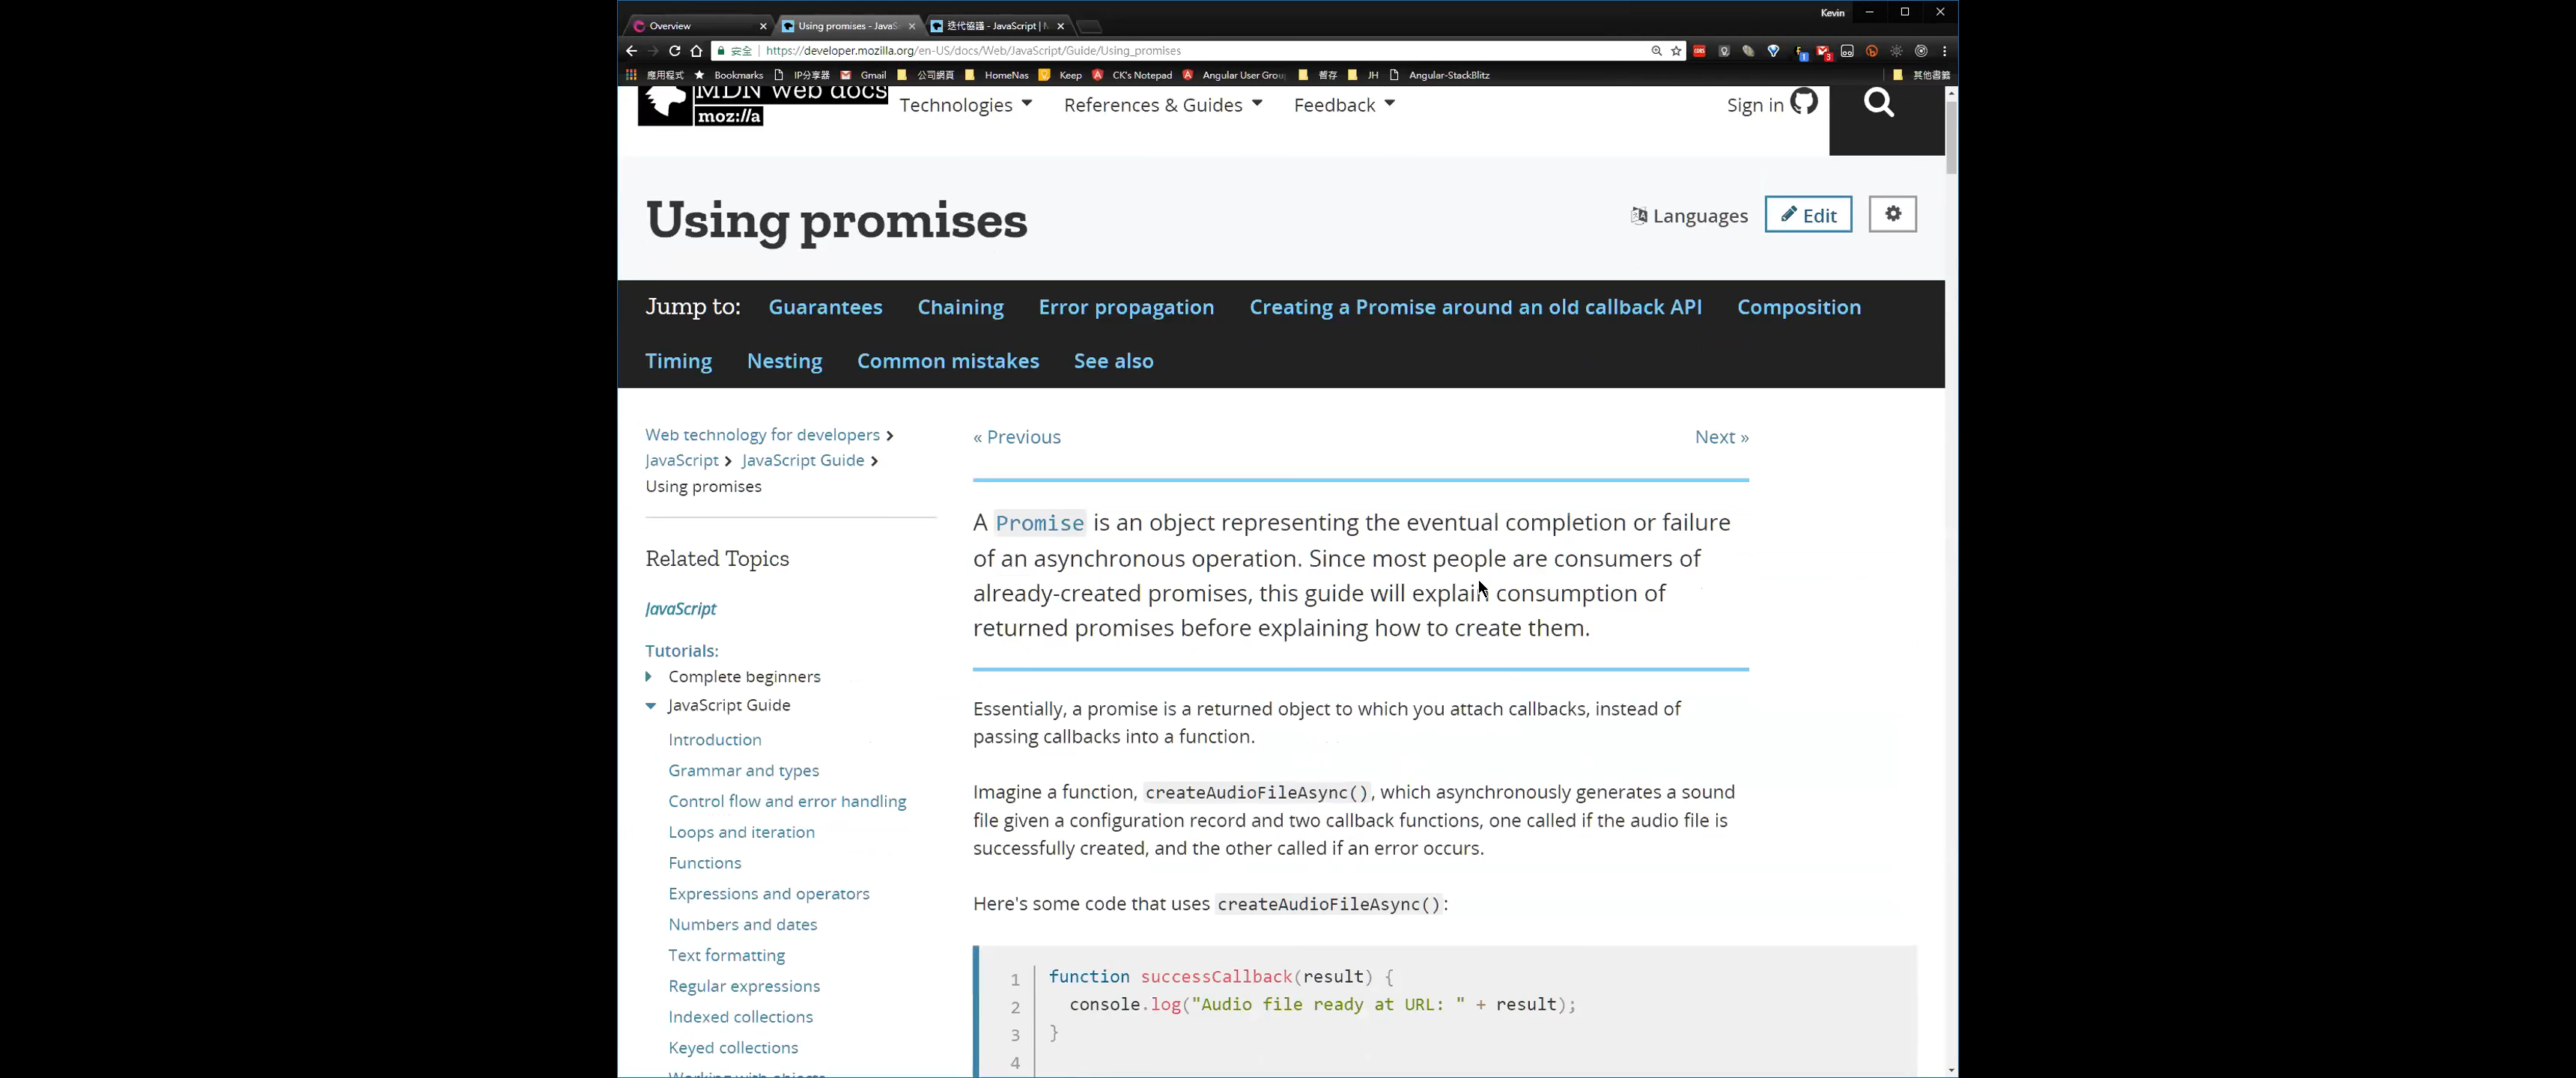 Kevin
Overview
Using promises - JavaS
迭代協議 - JavaScript | M
安全 | https://developer.mozilla.org/en-US/docs/Web/JavaScript/Guide/Using_promises
應用程式 Bookmarks IP分享器 Gmail 公司網頁 HomeNas Keep CK's Notepad Angular User Grou 暫存 JH Angular-StackBlitz 其他書籤
MDN web docs
moz://a
Technologies References & Guides Feedback Sign in
Using promises
Languages Edit
Jump to: Guarantees Chaining Error propagation Creating a Promise around an old callback API Composition
Timing Nesting Common mistakes See also
Web technology for developers
JavaScript JavaScript Guide
Using promises
Related Topics
JavaScript
Tutorials:
Complete beginners
JavaScript Guide
Introduction
Grammar and types
Control flow and error handling
Loops and iteration
Functions
Expressions and operators
Numbers and dates
Text formatting
Regular expressions
Indexed collections
Keyed collections
Working with objects
« Previous Next »
A Promise is an object representing the eventual completion or failure
of an asynchronous operation. Since most people are consumers of
already-created promises, this guide will explain consumption of
returned promises before explaining how to create them.
Essentially, a promise is a returned object to which you attach callbacks, instead of
passing callbacks into a function.
Imagine a function, createAudioFileAsync(), which asynchronously generates a sound
file given a configuration record and two callback functions, one called if the audio file is
successfully created, and the other called if an error occurs.
Here's some code that uses createAudioFileAsync():
1 function successCallback(result) {
2 console.log("Audio file ready at URL: " + result);
3 }
4